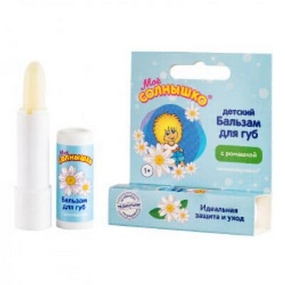 Моё
СОЛНЫШКО
Бальзам
для губ
Моё
СОЛНЫШКО
детский
Бальзам
для губ
с ромашкой
1+
Идеальная
защита и уход